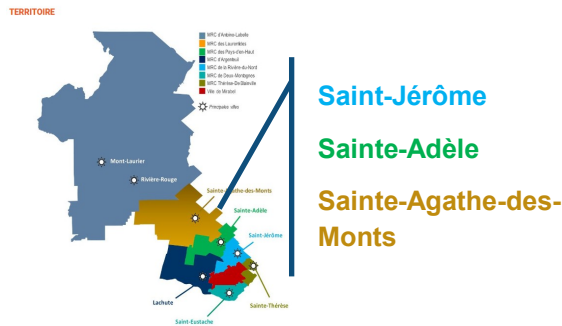 TERRITOIRE
MRC d'Antoine-Labelle
MRC des Laurentides
MRC des Pays-d'en-Haut
MRC d'Argenteuil
MRC de la Rivière-du-Nord
MRC de Deux-Montagnes
MRC Thérèse-De Blainville
Ville de Mirabel
Principales villes
Saint-Jérôme
Sainte-Adèle
Sainte-Agathe-des-
Monts
Mont-Laurier
Rivière-Rouge
Sainte-Agathe-des-Monts
Sainte-Adèle
Saint-Jérôme
Lachute
Sainte-Thérèse
Saint-Eustache